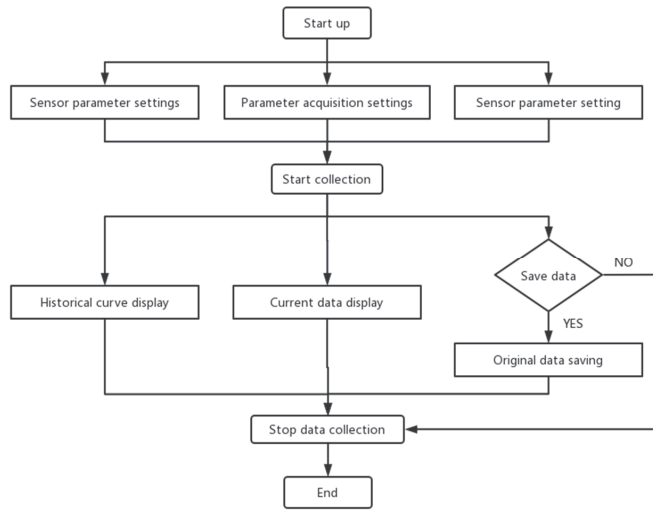 Start up
Sensor parameter settings
Parameter acquisition settings
Sensor parameter setting
Start collection
Save data
NO
Historical curve display
Current data display
YES
Original data saving
Stop data collection
End